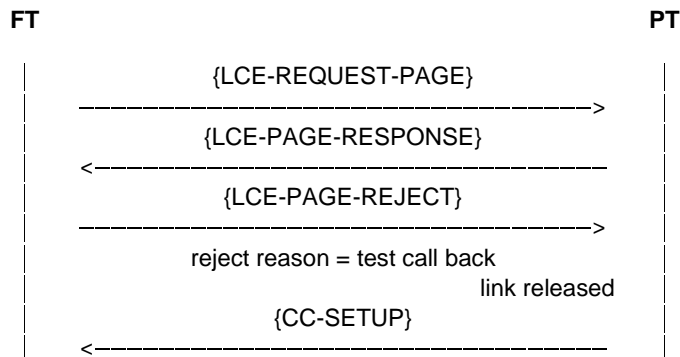 FT PT
{LCE-REQUEST-PAGE}
{LCE-PAGE-RESPONSE}
{LCE-PAGE-REJECT}
reject reason = test call back
link released
{CC-SETUP}